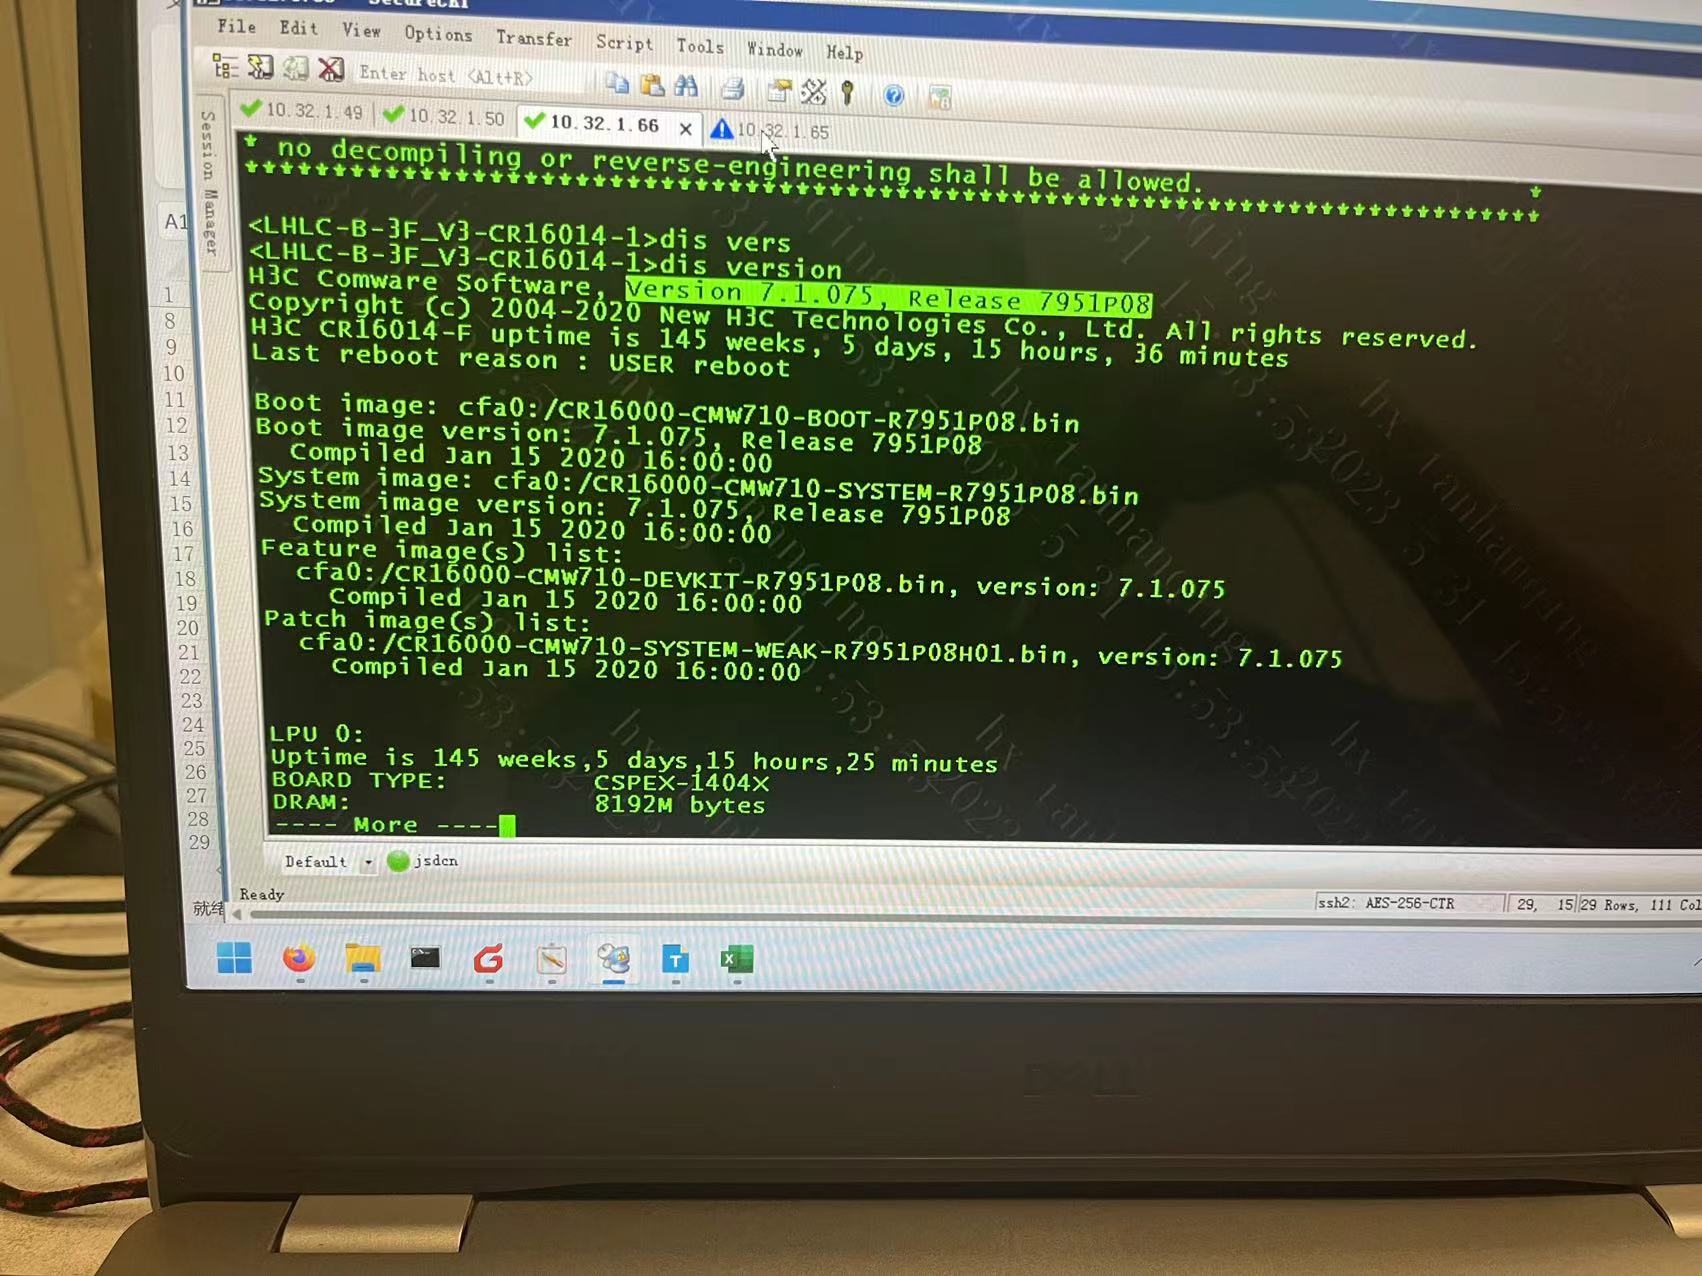 File Edit View Options Transfer Script Tools Window Help
Enter host <Alt+R>
10.32.1.49 10.32.1.50 10.32.1.66 10.32.1.65
Session Manager
* no decompiling or reverse-engineering shall be allowed. *
******************************************************************************
<LHLC-B-3F_V3-CR16014-1>dis vers
<LHLC-B-3F_V3-CR16014-1>dis version
H3C Comware Software, Version 7.1.075, Release 7951P08
Copyright (c) 2004-2020 New H3C Technologies Co., Ltd. All rights reserved.
H3C CR16014-F uptime is 145 weeks, 5 days, 15 hours, 36 minutes
Last reboot reason : USER reboot
Boot image: cfa0:/CR16000-CMW710-BOOT-R7951P08.bin
Boot image version: 7.1.075, Release 7951P08
Compiled Jan 15 2020 16:00:00
System image: cfa0:/CR16000-CMW710-SYSTEM-R7951P08.bin
System image version: 7.1.075, Release 7951P08
Compiled Jan 15 2020 16:00:00
Feature image(s) list:
cfa0:/CR16000-CMW710-DEVKIT-R7951P08.bin, version: 7.1.075
Compiled Jan 15 2020 16:00:00
Patch image(s) list:
cfa0:/CR16000-CMW710-SYSTEM-WEAK-R7951P08H01.bin, version: 7.1.075
Compiled Jan 15 2020 16:00:00
LPU 0:
Uptime is 145 weeks,5 days,15 hours,25 minutes
BOARD TYPE: CSPEX-1404X
DRAM: 8192M bytes
---- More ----
Default jsdcn
Ready
ssh2: AES-256-CTR 29, 15 29 Rows, 111 Col
A1
1
8
9
10
11
12
13
14
15
16
17
18
19
20
21
22
23
24
25
26
27
28
29
就绪
DELL